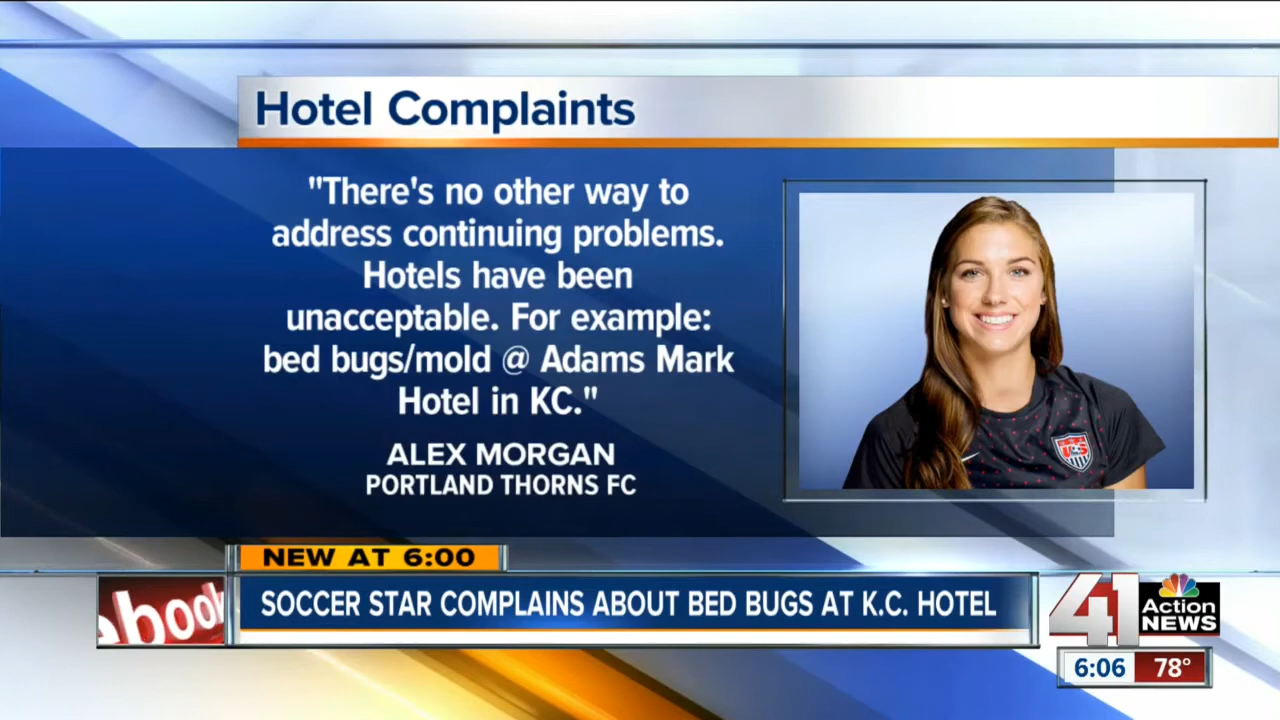 Hotel Complaints
"There's no other way to
address continuing problems.
Hotels have been
unacceptable. For example:
bed bugs/mold @ Adams Mark
Hotel in KC."
ALEX MORGAN
PORTLAND THORNS FC
US
NEW AT 6:00
ebook
SOCCER STAR COMPLAINS ABOUT BED BUGS AT K.C. HOTEL
41
Action
NEWS
6:06 78°